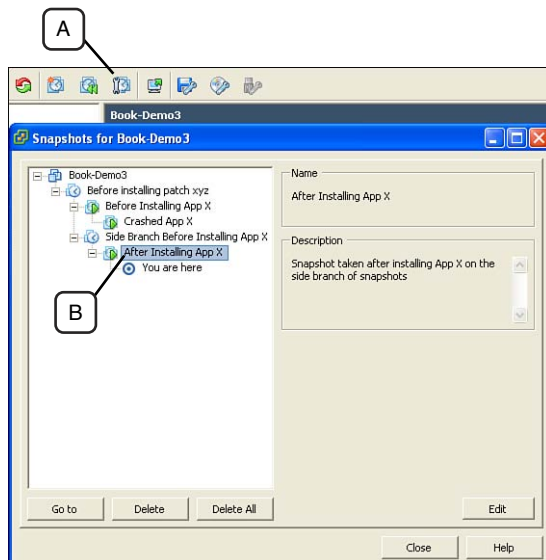 A
Book-Demo3
Snapshots for Book-Demo3
Book-Demo3
Before installing patch xyz
Before Installing App X
Crashed App X
Side Branch Before Installing App X
After Installing App X
You are here
B
Name
After Installing App X
Description
Snapshot taken after installing App X on the
side branch of snapshots
Go to
Delete
Delete All
Edit
Close
Help